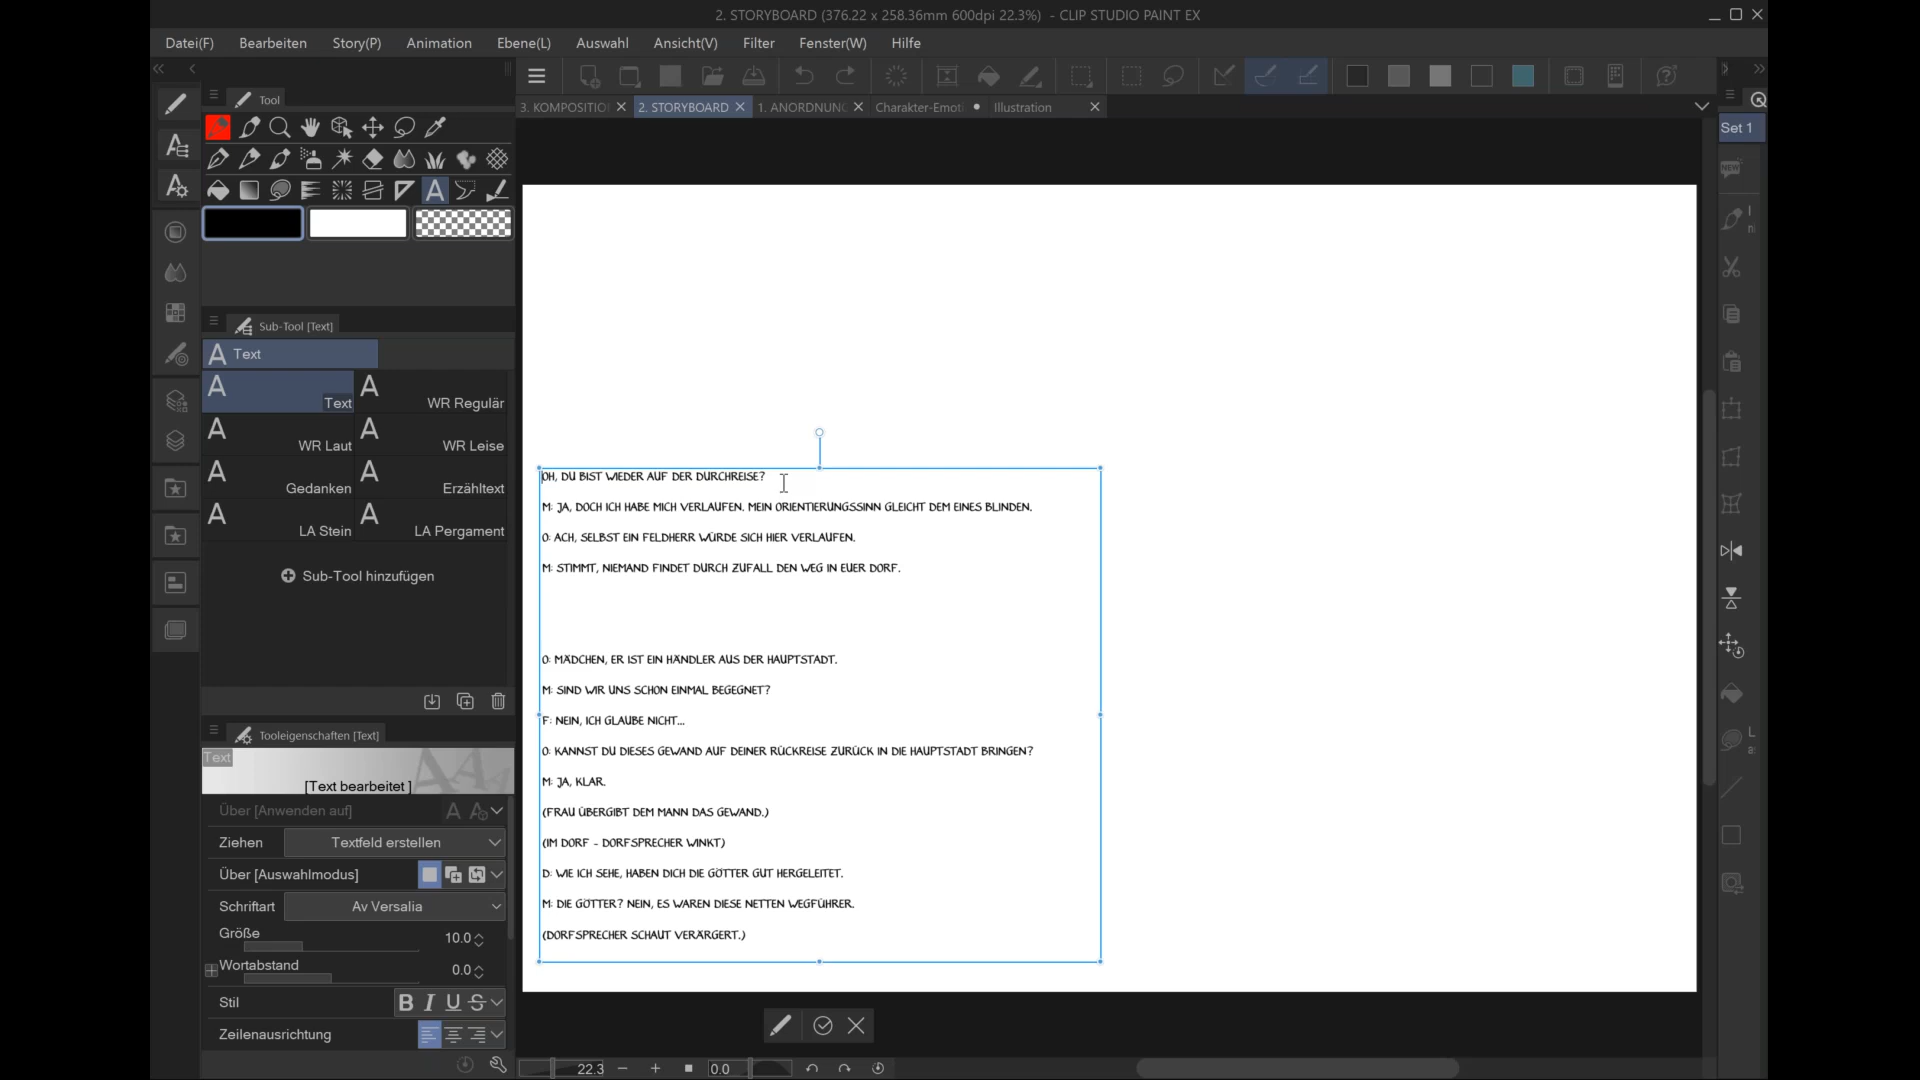 2. STORYBOARD (376.22 x 258.36mm 600dpi 22.3%) - CLIP STUDIO PAINT EX
Datei(F) Bearbeiten Story(P) Animation Ebene(L) Auswahl Ansicht(V) Filter Fenster(W) Hilfe
Tool
3. KOMPOSITIO 2. STORYBOARD 1. ANORDNUNG Charakter-Emot Illustration
Set 1
NEW
Sub-Tool [Text]
A Text
A Text
A WR Regulär
A WR Laut
A WR Leise
A Gedanken
A Erzähltext
A LA Stein
A LA Pergament
Sub-Tool hinzufügen
Tooleigenschaften [Text]
Text
[Text bearbeitet ]
Über [Anwenden auf]
Ziehen Textfeld erstellen
Über [Auswahlmodus]
Schriftart Av Versalia
Größe 10.0
Wortabstand 0.0
Stil B I U S
Zeilenausrichtung
OH, DU BIST WIEDER AUF DER DURCHREISE?
M: JA, DOCH ICH HABE MICH VERLAUFEN. MEIN ORIENTIERUNGSSINN GLEICHT DEM EINES BLINDEN.
O: ACH, SELBST EIN FELDHERR WÜRDE SICH HIER VERLAUFEN.
M: STIMMT, NIEMAND FINDET DURCH ZUFALL DEN WEG IN EUER DORF.
O: MÄDCHEN, ER IST EIN HÄNDLER AUS DER HAUPTSTADT.
M: SIND WIR UNS SCHON EINMAL BEGEGNET?
F: NEIN, ICH GLAUBE NICHT...
O: KANNST DU DIESES GEWAND AUF DEINER RÜCKREISE ZURÜCK IN DIE HAUPTSTADT BRINGEN?
M: JA, KLAR.
(FRAU ÜBERGIBT DEM MANN DAS GEWAND.)
(IM DORF - DORFSPRECHER WINKT)
D: WIE ICH SEHE, HABEN DICH DIE GÖTTER GUT HERGELEITET.
M: DIE GÖTTER? NEIN, ES WAREN DIESE NETTEN WEGFÜHRER.
(DORFSPRECHER SCHAUT VERÄRGERT.)
22.3 0.0